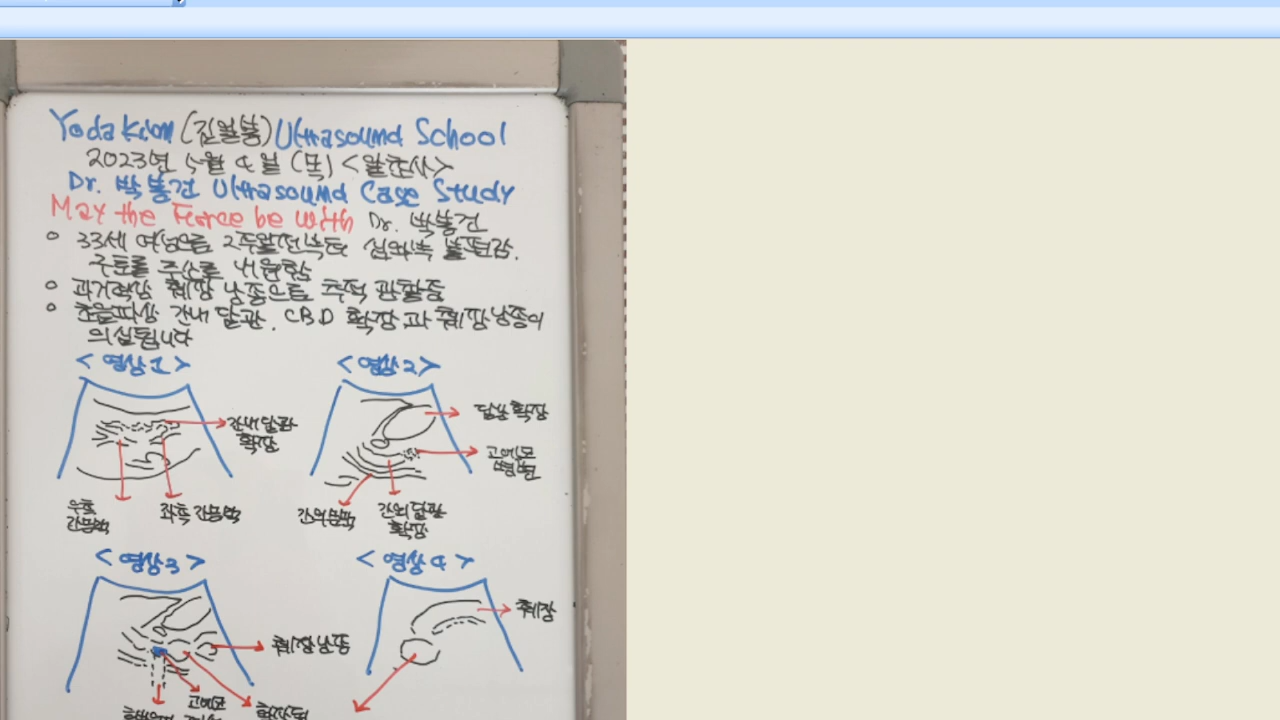 Yoda Kim (김일봉) Ultrasound School
2023년 5월 4일 (목) <일초사>
Dr. 박봉건 Ultrasound Case Study
May the Force be with Dr. 박봉건
○ 33세 여성으로 2주일전부터 심와부 불편감.
구토를 주소로 내원함
○ 과거력상 췌장 낭종으로 추적 관찰중
○ 초음파상 간내 담관. CBD 확장과 췌장낭종이
의심됩니다
<영상1>
<영상2>
간내 담관
확장
담낭 확장
고에코
병변
우측
간문맥
좌측 간문맥
간외문맥
간외 담관
확장
<영상3>
<영상4>
췌장
췌장낭종
고에코
확장된